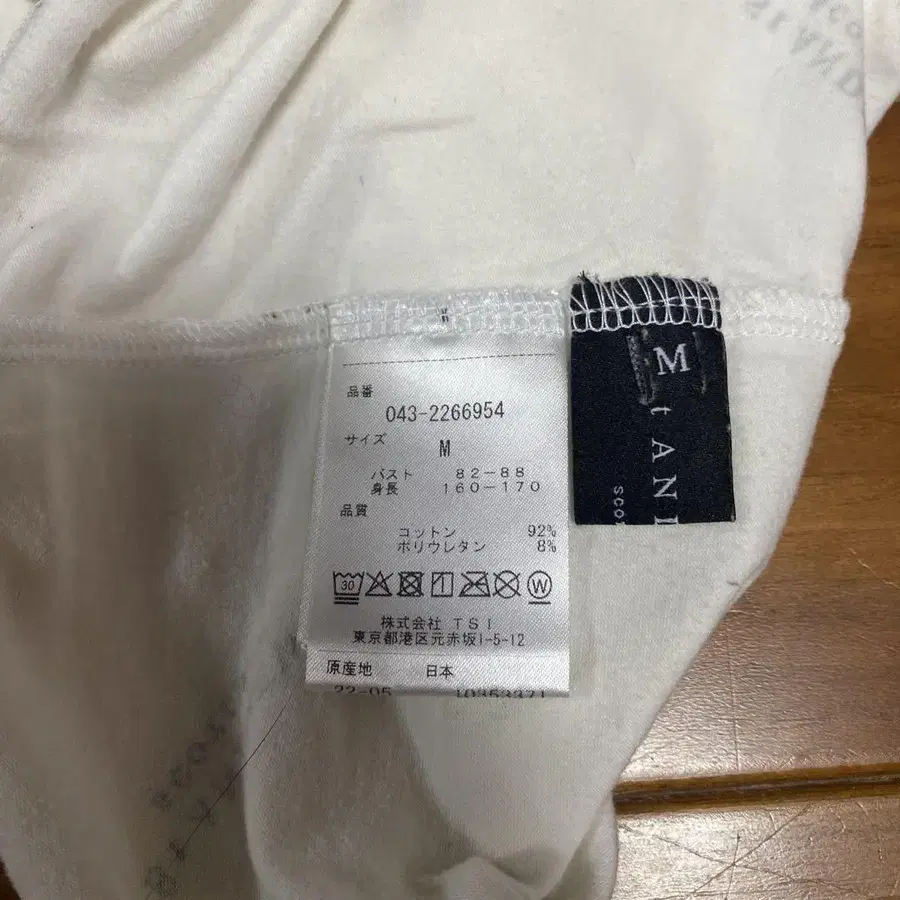 品番
043-2266954
サイズ
M
バスト 82-88
身長 160-170
品質
コットン 92%
ポリウレタン 8%
30
W
株式会社 TSI
東京都港区元赤坂1-5-12
原産地 日本
22-05
M
t